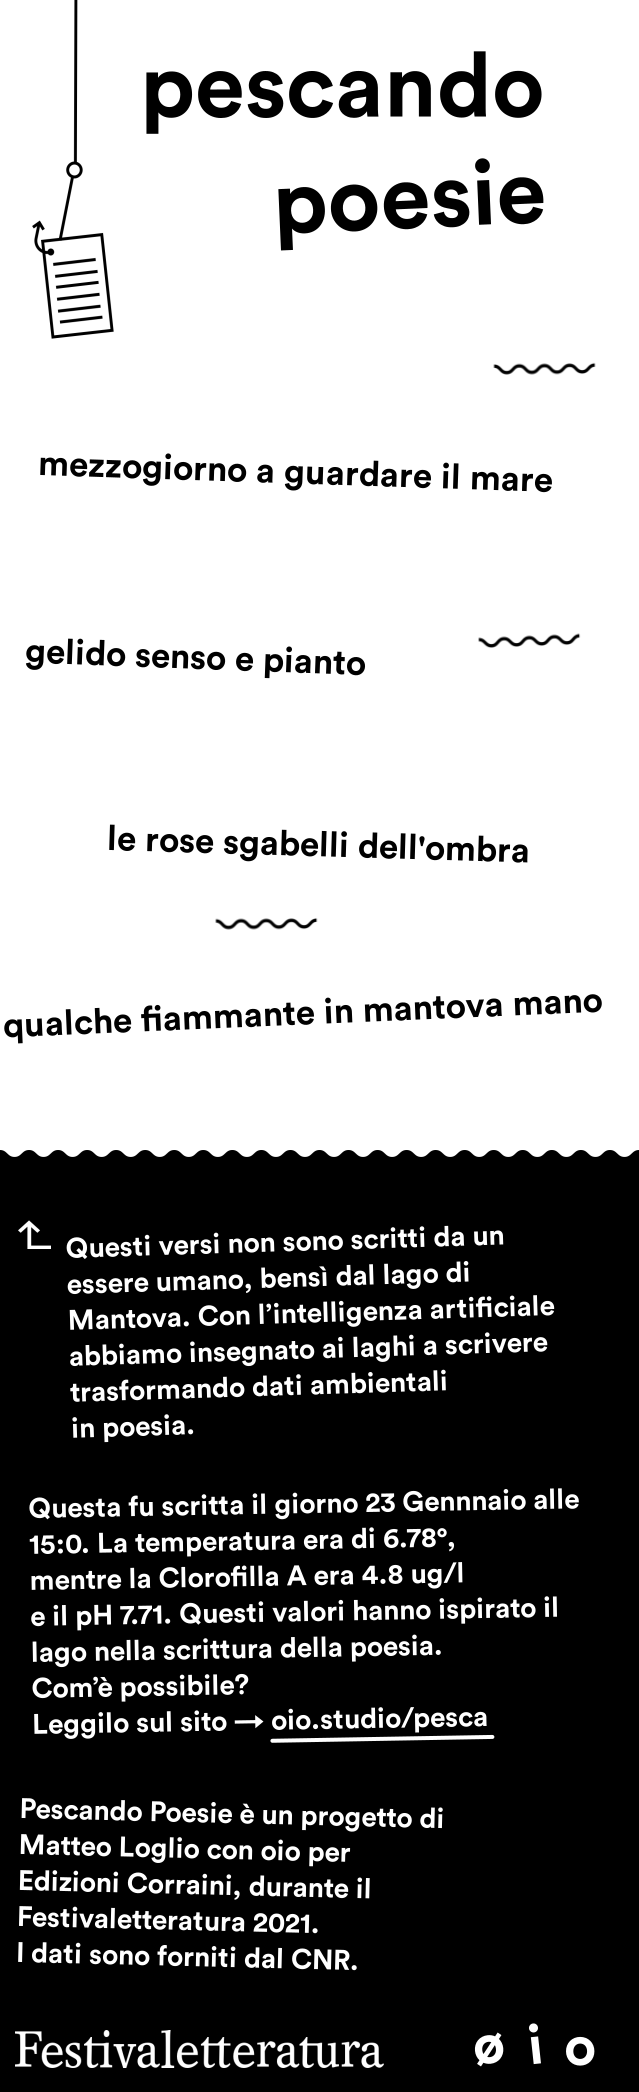 pescando
poesie
mezzogiorno a guardare il mare
gelido senso e pianto
le rose sgabelli dell'ombra
qualche fiammante in mantova mano
Questi versi non sono scritti da un
essere umano, bensì dal lago di
Mantova. Con l’intelligenza artificiale
abbiamo insegnato ai laghi a scrivere
trasformando dati ambientali
in poesia.
Questa fu scritta il giorno 23 Gennnaio alle
15:0. La temperatura era di 6.78°,
mentre la Clorofilla A era 4.8 ug/l
e il pH 7.71. Questi valori hanno ispirato il
lago nella scrittura della poesia.
Com’è possibile?
Leggilo sul sito → oio.studio/pesca
Pescando Poesie è un progetto di
Matteo Loglio con oio per
Edizioni Corraini, durante il
Festivaletteratura 2021.
I dati sono forniti dal CNR.
Festivaletteratura ø i o